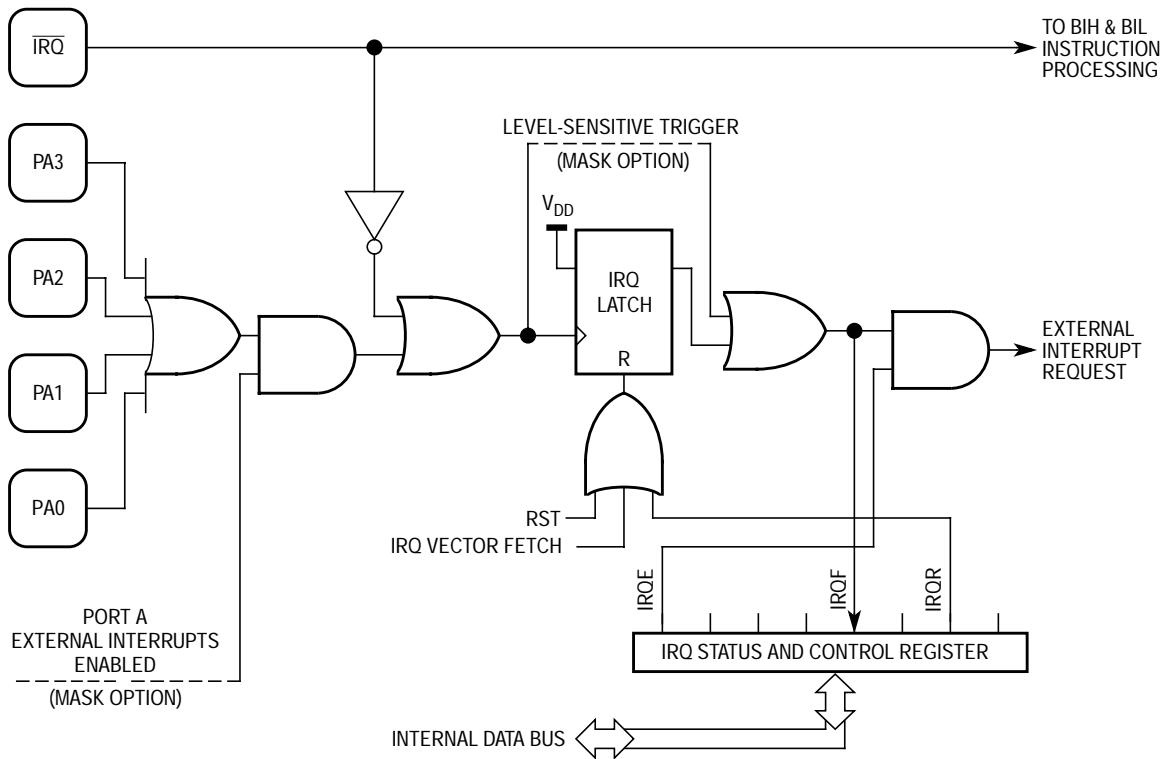 IRQ
TO BIH & BIL
INSTRUCTION
PROCESSING
PA3
LEVEL-SENSITIVE TRIGGER
(MASK OPTION)
VDD
PA2
IRQ
LATCH
R
PA1
EXTERNAL
INTERRUPT
REQUEST
PA0
RST
IRQ VECTOR FETCH
IRQE
IRQF
IRQR
PORT A
EXTERNAL INTERRUPTS
ENABLED
(MASK OPTION)
IRQ STATUS AND CONTROL REGISTER
INTERNAL DATA BUS